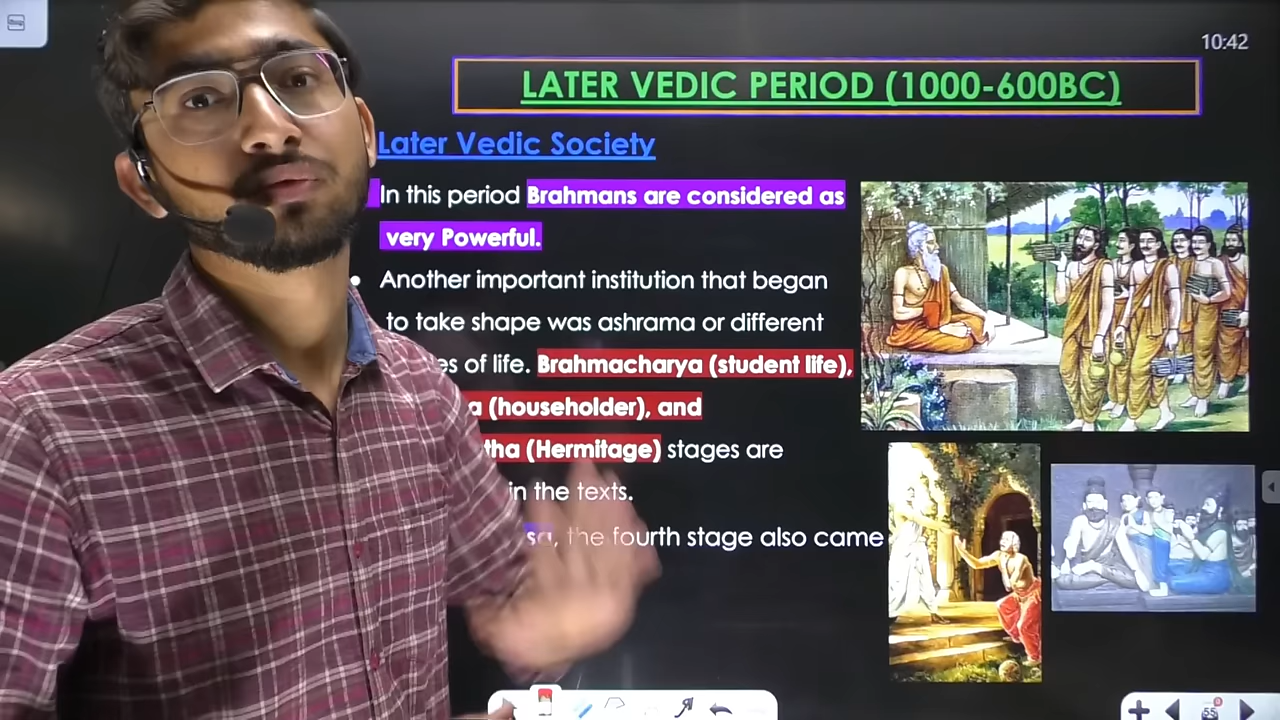 10:42
LATER VEDIC PERIOD (1000-600BC)
Later Vedic Society
In this period Brahmans are considered as
very Powerful.
• Another important institution that began
to take shape was ashrama or different
es of life. Brahmacharya (student life),
a (householder), and
tha (Hermitage) stages are
in the texts.
sa, the fourth stage also came
55